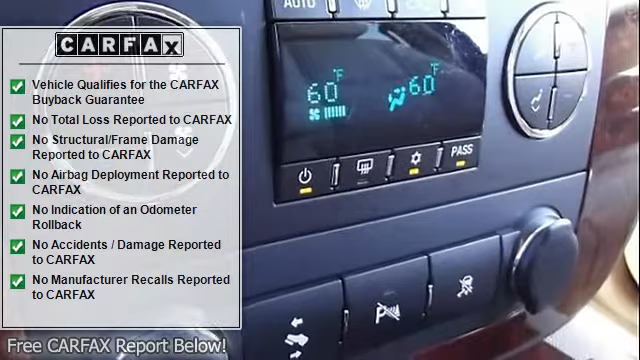 CARFAX
Vehicle Qualifies for the CARFAX
Buyback Guarantee
No Total Loss Reported to CARFAX
No Structural/Frame Damage
Reported to CARFAX
No Airbag Deployment Reported to
CARFAX
No Indication of an Odometer
Rollback
No Accidents / Damage Reported
to CARFAX
No Manufacturer Recalls Reported
to CARFAX
Free CARFAX Report Below!
AUTO
60°F
60°F
PASS